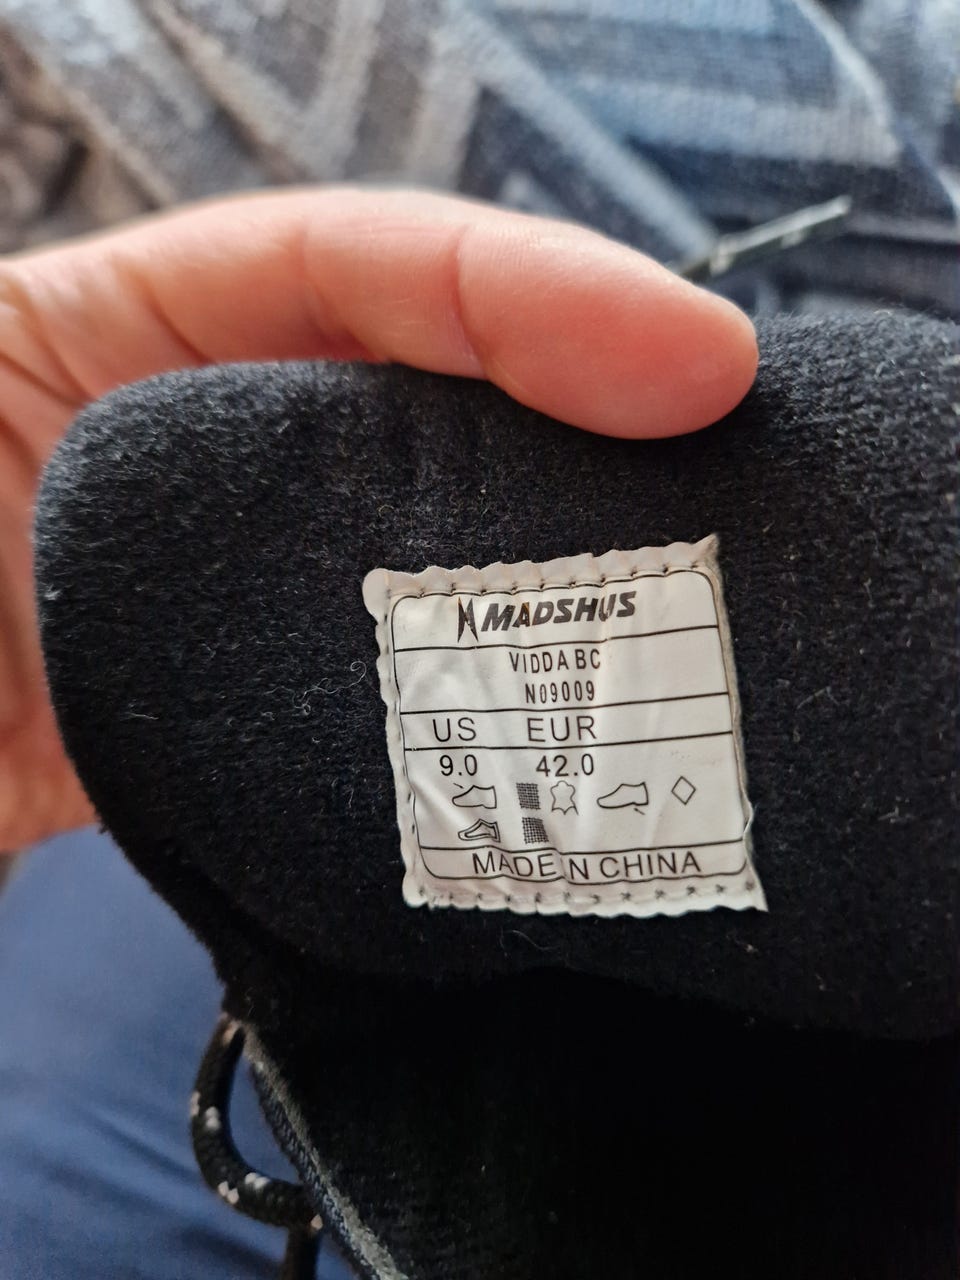 MADSHUS
VIDDA BC
N09009
US EUR
9.0 42.0
MADE IN CHINA